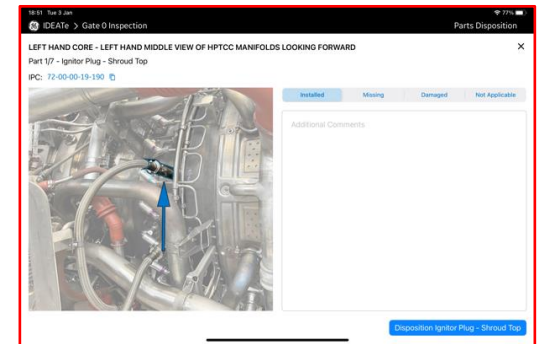 18:51 Tue 3 Jan
77%
IDEATe > Gate 0 Inspection
Parts Disposition
LEFT HAND CORE - LEFT HAND MIDDLE VIEW OF HPTCC MANIFOLDS LOOKING FORWARD
Part 1/7 - Ignitor Plug - Shroud Top
IPC: 72-00-00-19-190
Installed
Missing
Damaged
Not Applicable
Additional Comments
Disposition Ignitor Plug - Shroud Top